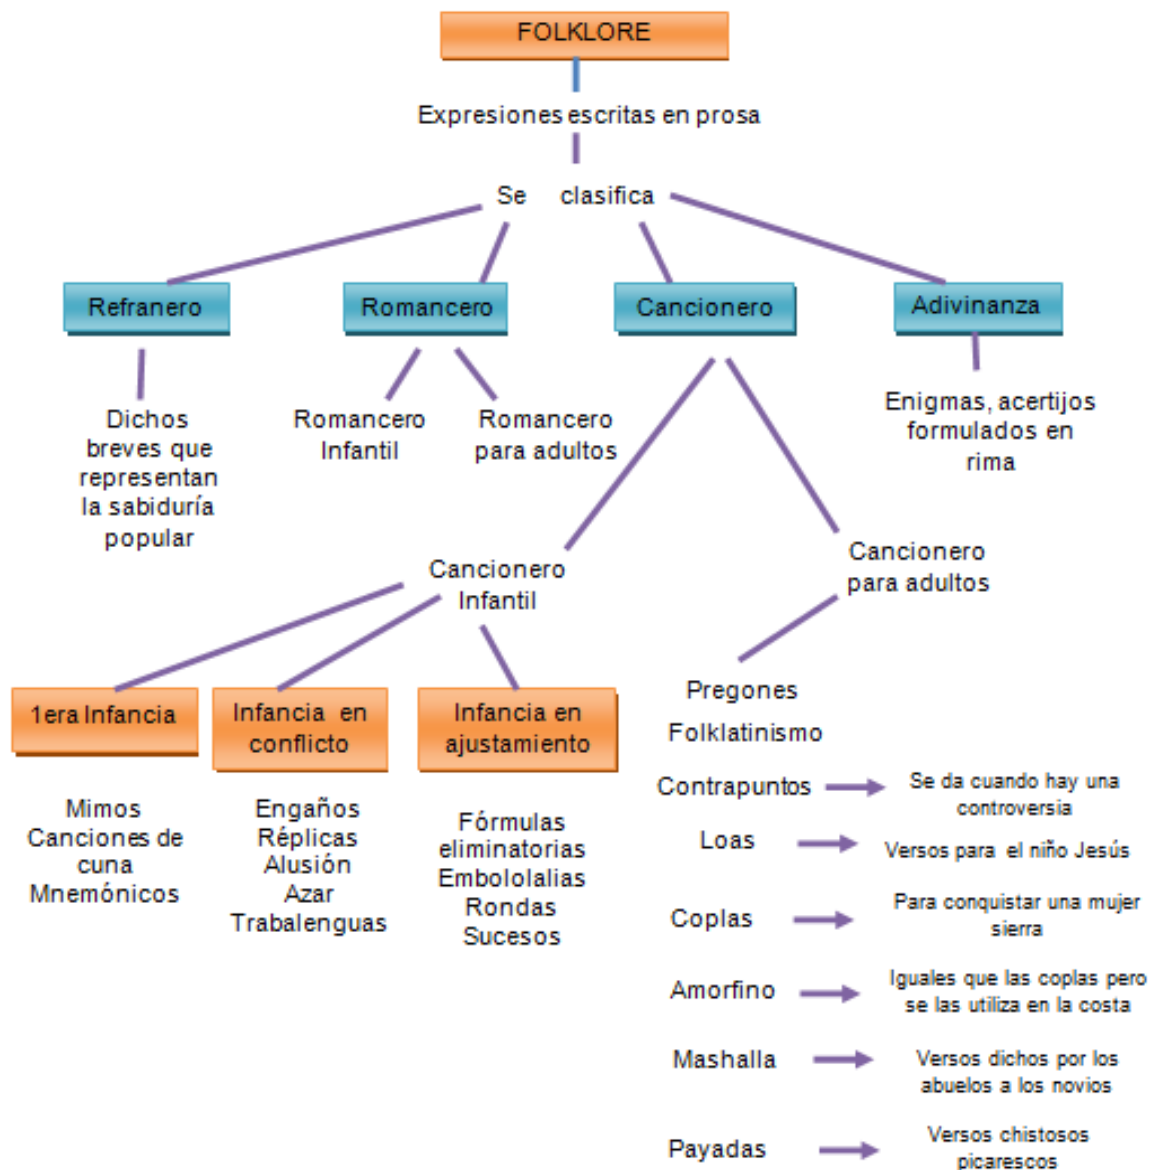 FOLKLORE
Expresiones escritas en prosa
Se clasifica
Refranero
Romancero
Cancionero
Adivinanza
Dichos
breves que
representan
la sabiduría
popular
Romancero
Infantil
Romancero
para adultos
Enigmas, acertijos
formulados en
rima
Cancionero
Infantil
Cancionero
para adultos
1era Infancia
Infancia en
conflicto
Infancia en
ajustamiento
Mimos
Canciones de
cuna
Mnemónicos
Engaños
Réplicas
Alusión
Azar
Trabalenguas
Fórmulas
eliminatorias
Embololalias
Rondas
Sucesos
Pregones
Folklatinismo
Contrapuntos
Se da cuando hay una
controversia
Loas
Versos para el niño Jesús
Coplas
Para conquistar una mujer
sierra
Amorfino
Iguales que las coplas pero
se las utiliza en la costa
Mashalla
Versos dichos por los
abuelos a los novios
Payadas
Versos chistosos
picarescos